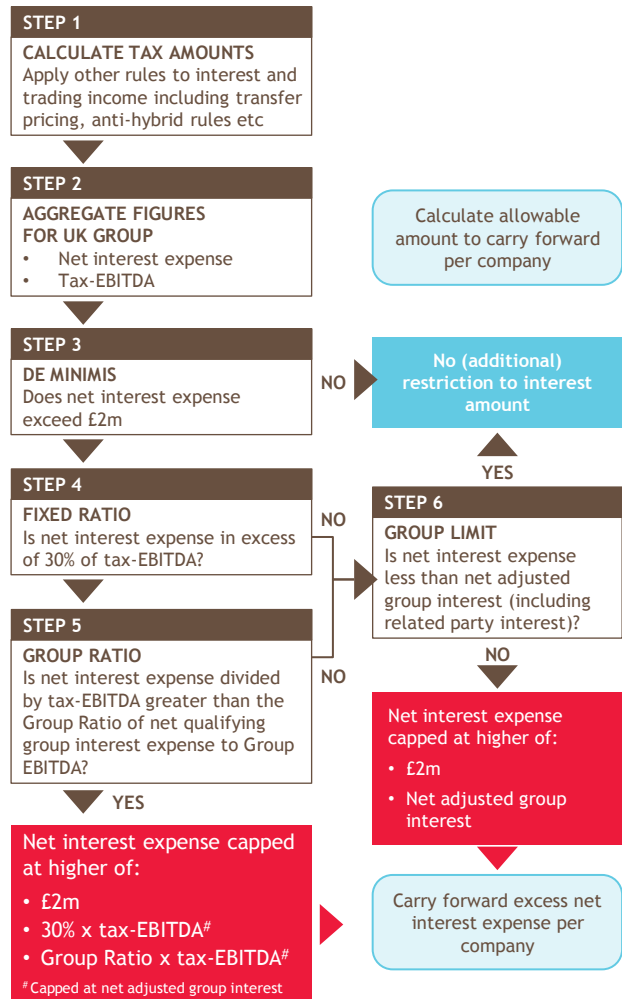 STEP 1
CALCULATE TAX AMOUNTS
Apply other rules to interest and
trading income including transfer
pricing, anti-hybrid rules etc
STEP 2
AGGREGATE FIGURES
FOR UK GROUP
• Net interest expense
• Tax-EBITDA
Calculate allowable
amount to carry forward
per company
STEP 3
DE MINIMIS
Does net interest expense
exceed £2m
NO
No (additional)
restriction to interest
amount
YES
STEP 4
FIXED RATIO
Is net interest expense in excess
of 30% of tax-EBITDA?
NO
STEP 6
GROUP LIMIT
Is net interest expense
less than net adjusted
group interest (including
related party interest)?
NO
STEP 5
GROUP RATIO
Is net interest expense divided
by tax-EBITDA greater than the
Group Ratio of net qualifying
group interest expense to Group
EBITDA?
NO
YES
Net interest expense
capped at higher of:
• £2m
• Net adjusted group
interest
Net interest expense capped
at higher of:
• £2m
• 30% x tax-EBITDA#
• Group Ratio x tax-EBITDA#
# Capped at net adjusted group interest
Carry forward excess net
interest expense per
company